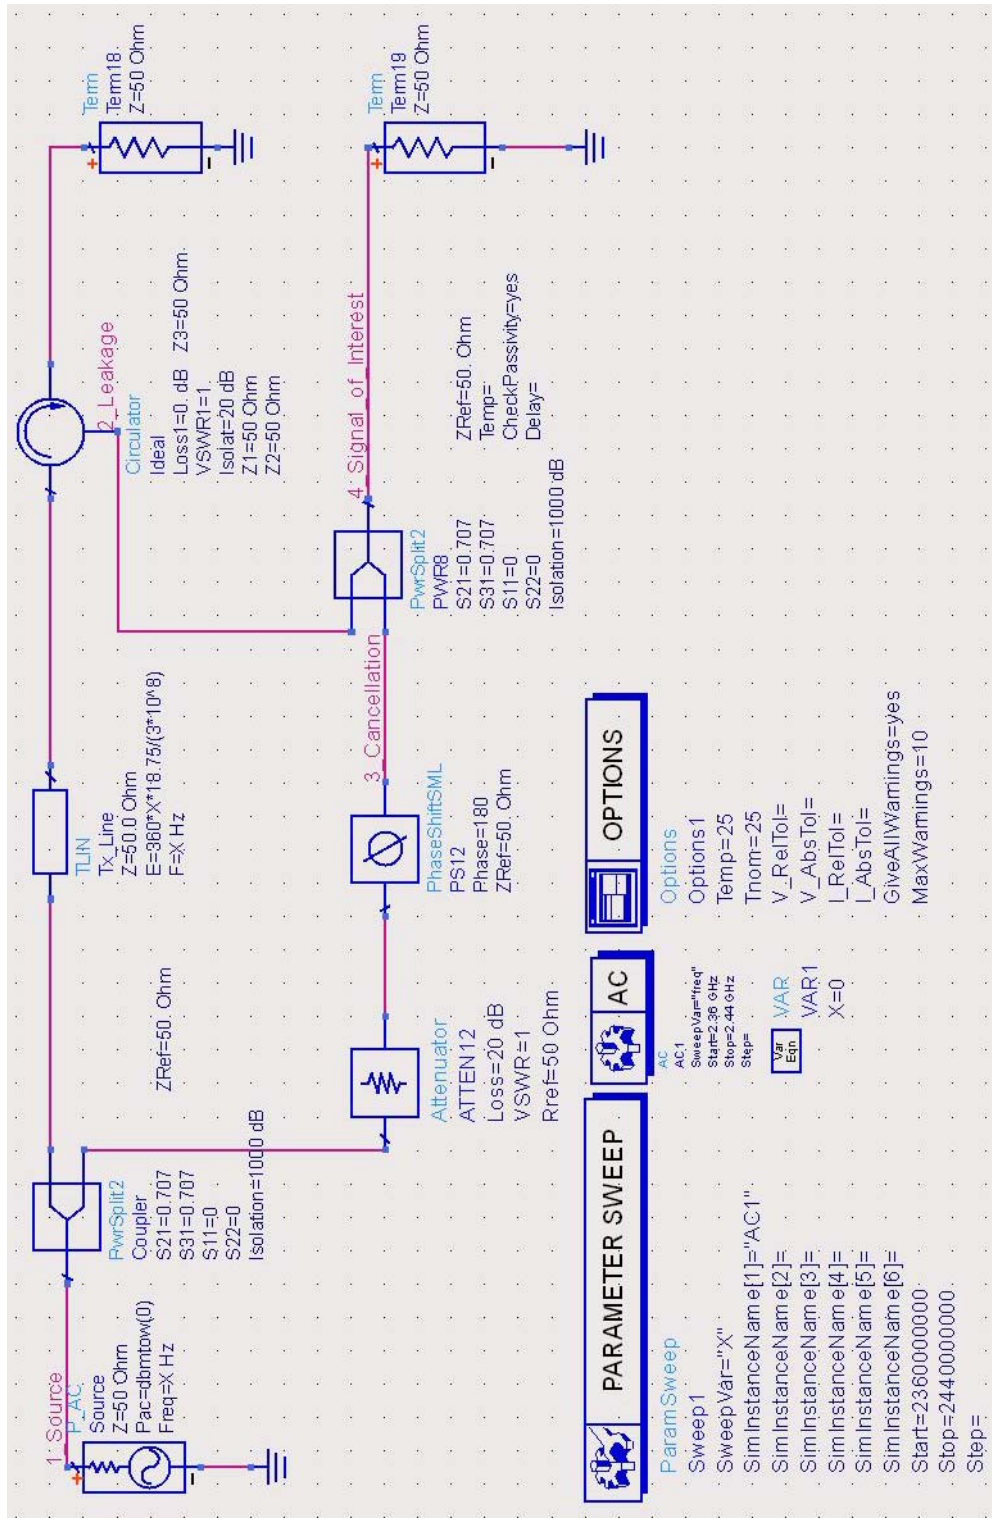 1_Source
P_AC
Source
Z=50 Ohm
Pac=dbmtow(0)
Freq=X Hz
+
-
PwrSplit2
Coupler
S21=0.707
S31=0.707
S11=0
S22=0
Isolation=1000 dB
ZRef=50. Ohm
TLIN
Tx_Line
Z=50.0 Ohm
E=360*X*18.75/(3*10^8)
F=X Hz
2_Leakage
Circulator
Ideal
Loss1=0. dB
Z3=50 Ohm
VSWR1=1
Isolat=20 dB
Z1=50 Ohm
Z2=50 Ohm
Term
Term18
Z=50 Ohm
+
-
Attenuator
ATTEN12
Loss=20 dB
VSWR=1
Rref=50 Ohm
PhaseShiftSML
PS12
Phase=180
ZRef=50. Ohm
3_Cancellation
PwrSplit2
PWR8
S21=0.707
S31=0.707
S11=0
S22=0
Isolation=1000 dB
4_Signal_of_Interest
ZRef=50. Ohm
Temp=
CheckPassivity=yes
Delay=
Term
Term19
Z=50 Ohm
+
-
PARAMETER SWEEP
ParamSweep
Sweep1
SweepVar="X"
SimInstanceName[1]="AC1"
SimInstanceName[2]=
SimInstanceName[3]=
SimInstanceName[4]=
SimInstanceName[5]=
SimInstanceName[6]=
Start=2360000000
Stop=2440000000
Step=
AC
AC
AC1
SweepVar="freq"
Start=2.36 GHz
Stop=2.44 GHz
Step=
Var
Eqn
VAR
VAR1
X=0
OPTIONS
Options
Options1
Temp=25
Tnom=25
V_RelTol=
V_AbsTol=
I_RelTol=
I_AbsTol=
GiveAllWarnings=yes
MaxWarnings=10